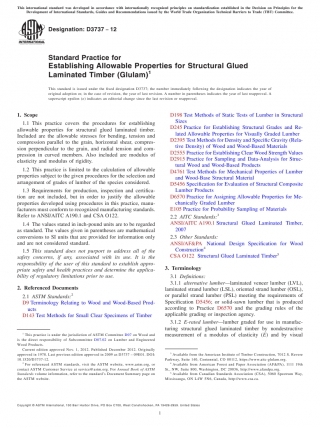 This international standard was developed in accordance with internationally recognized principles on standardization established in the Decision on Principles for the
Development of International Standards, Guides and Recommendations issued by the World Trade Organization Technical Barriers to Trade (TBT) Committee.
Designation: D3737 − 12
INTERNATIONAL
Standard Practice for
Establishing Allowable Properties for Structural Glued
Laminated Timber (Glulam)1
This standard is issued under the fixed designation D3737; the number immediately following the designation indicates the year of
original adoption or, in the case of revision, the year of last revision. A number in parentheses indicates the year of last reapproval. A
superscript epsilon (ε) indicates an editorial change since the last revision or reapproval.
1. Scope
1.1 This practice covers the procedures for establishing
allowable properties for structural glued laminated timber.
Included are the allowable stresses for bending, tension and
compression parallel to the grain, horizontal shear, compres-
sion perpendicular to the grain, and radial tension and com-
pression in curved members. Also included are modulus of
elasticity and modulus of rigidity.
1.2 This practice is limited to the calculation of allowable
properties subject to the given procedures for the selection and
arrangement of grades of lumber of the species considered.
1.3 Requirements for production, inspection and certifica-
tion are not included, but in order to justify the allowable
properties developed using procedures in this practice, manu-
facturers must conform to recognized manufacturing standards.
Refer to ANSI/AITC A190.1 and CSA O122.
1.4 The values stated in inch-pound units are to be regarded
as standard. The values given in parentheses are mathematical
conversions to SI units that are provided for information only
and are not considered standard.
1.5 This standard does not purport to address all of the
safety concerns, if any, associated with its use. It is the
responsibility of the user of this standard to establish appro-
priate safety and health practices and determine the applica-
bility of regulatory limitations prior to use.
2. Referenced Documents
2.1 ASTM Standards:2
D9 Terminology Relating to Wood and Wood-Based Prod-
ucts
D143 Test Methods for Small Clear Specimens of Timber
1 This practice is under the jurisdiction of ASTM Committee D07 on Wood and
is the direct responsibility of Subcommittee D07.02 on Lumber and Engineered
Wood Products.
Current edition approved Nov. 1, 2012. Published December 2012. Originally
approved in 1978. Last previous edition approved in 2009 as D3737 – 
DOI: 10.1520/D3737-12.
2 For referenced ASTM standards, visit the ASTM website, www.astm.org, or
contact ASTM Customer Service at service@astm.org. For Annual Book of ASTM
Standards volume information, refer to the standard's Document Summary page on
the ASTM website.
D198 Test Methods of Static Tests of Lumber in Structural
Sizes
D245 Practice for Establishing Structural Grades and Re-
lated Allowable Properties for Visually Graded Lumber
D2395 Test Methods for Density and Specific Gravity (Rela-
tive Density) of Wood and Wood-Based Materials
D2555 Practice for Establishing Clear Wood Strength Values
D2915 Practice for Sampling and Data-Analysis for Struc-
tural Wood and Wood-Based Products
D4761 Test Methods for Mechanical Properties of Lumber
and Wood-Base Structural Material
D5456 Specification for Evaluation of Structural Composite
Lumber Products
D6570 Practice for Assigning Allowable Properties for Me-
chanically Graded Lumber
E105 Practice for Probability Sampling of Materials
2.2 AITC Standards:3
ANSI/AITC A190.1 Structural Glued Laminated Timber,
2007
2.3 Other Standards:
ANSI/AF&PA National Design Specification for Wood
Construction4
CSA O122 Structural Glued Laminated Timber5
3. Terminology
3.1 Definitions:
3.1.1 alternative lumber—laminated veneer lumber (LVL),
laminated strand lumber (LSL), oriented strand lumber (OSL),
or parallel strand lumber (PSL) meeting the requirements of
Specification D5456; or solid-sawn lumber that is produced
according to Practice D6570 and the grading rules of the
applicable grading or inspection agency.
3.1.2 E-rated lumber—lumber graded for use in manufac-
turing structural glued laminated timber by nondestructive
measurement of a modulus of elasticity (E) and by visual
3 Available from the American Institute of Timber Construction, 7012 S. Revere
Parkway, Suite 140, Centennial, CO 80112,
4 Available from American Forest and Paper Association (AF&PA), 1111 19th
St., NW, Suite 800, Washington, DC 20036,
5 Available from Canadian Standards Association (CSA), 5060 Spectrum Way,
Mississauga, ON L4W 5N6, Canada,
Copyright © ASTM International, 100 Barr Harbor Drive, PO Box C700, West Conshohocken, PA 19428-2959. United States
1